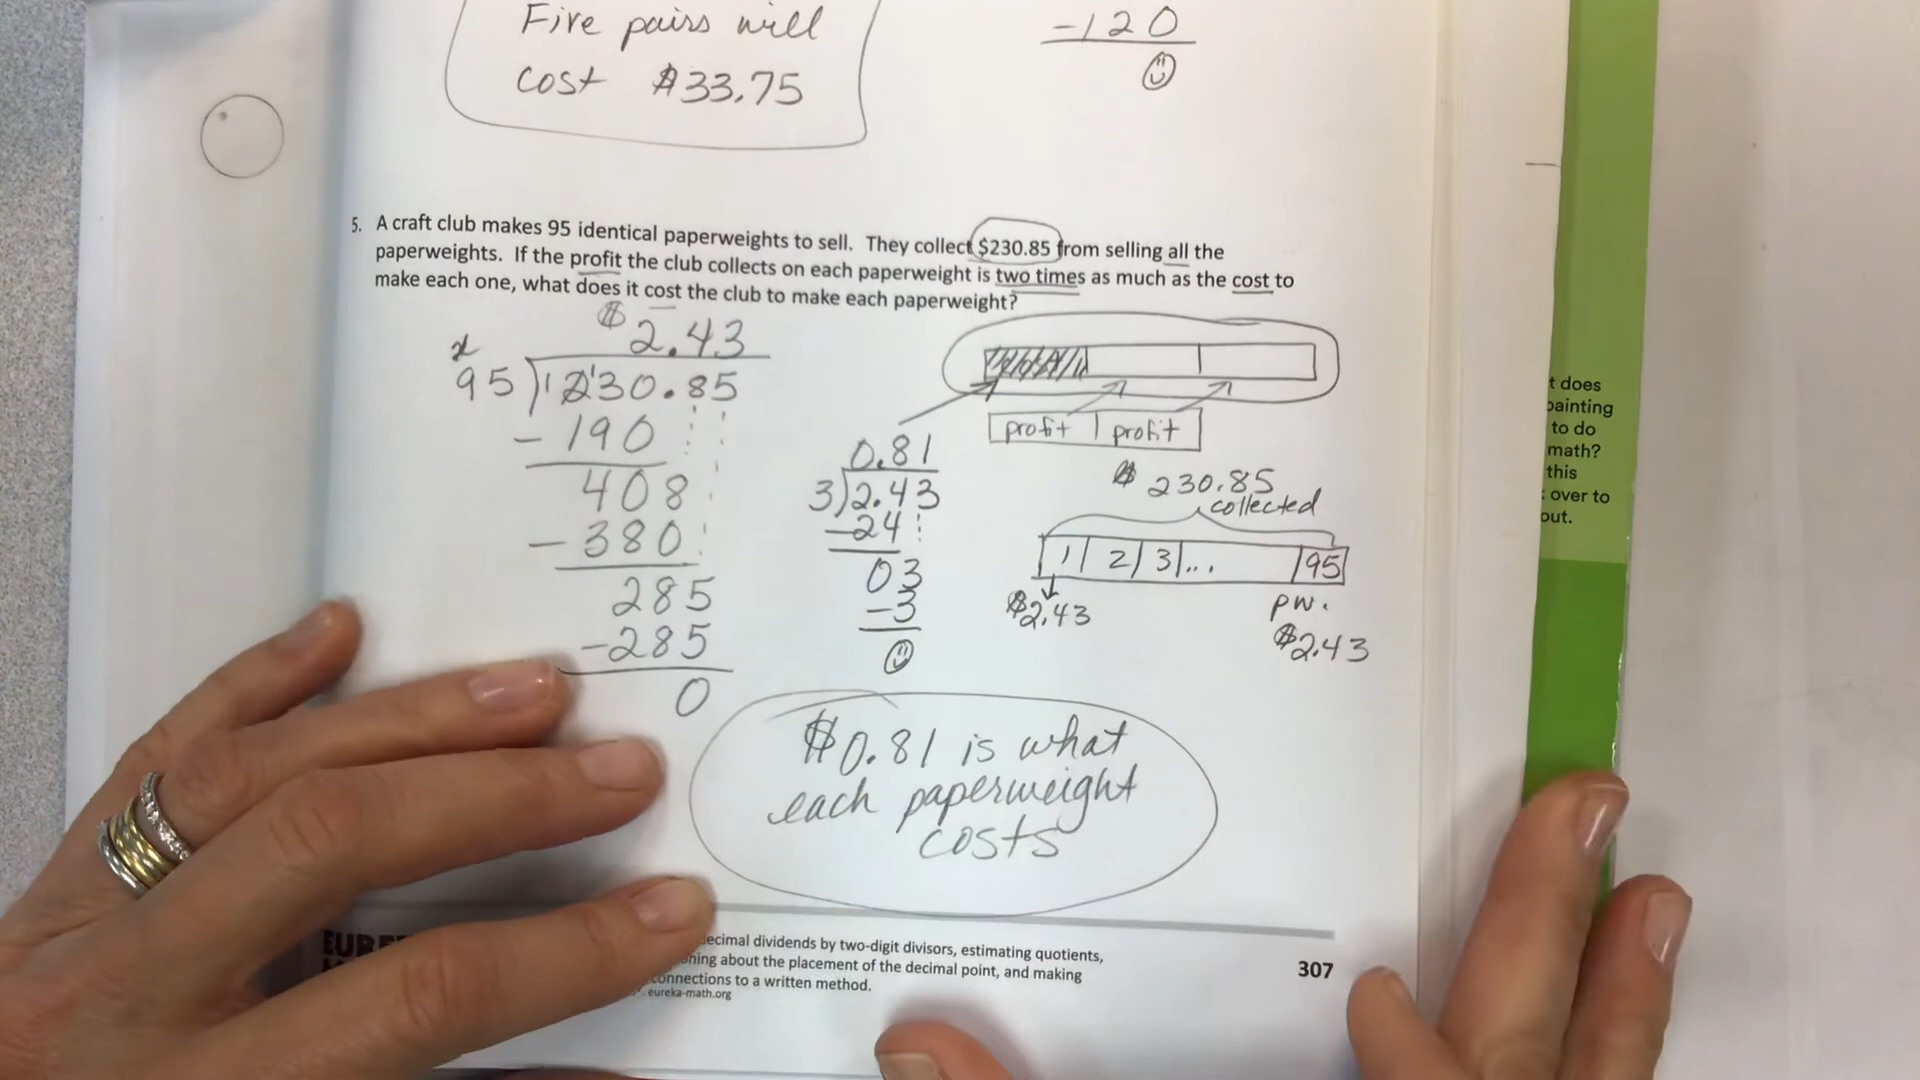 Five pairs will
cost $33.75
-120
5. A craft club makes 95 identical paperweights to sell. They collect $230.85 from selling all the
paperweights. If the profit the club collects on each paperweight is two times as much as the cost to
make each one, what does it cost the club to make each paperweight?
$2.43
95
230.85
-190
408
-380
285
-285
0
profit profit
0.81
3)2.43
-24
03
-3
$230.85
collected
1 2 3 ... 95
$2.43
pw.
$2.43
$0.81 is what
each paperweight
costs
decimal dividends by two-digit divisors, estimating quotients,
about the placement of the decimal point, and making
connections to a written method.
eureka-math.org
307
t does
painting
to do
math?
this
over to
out.